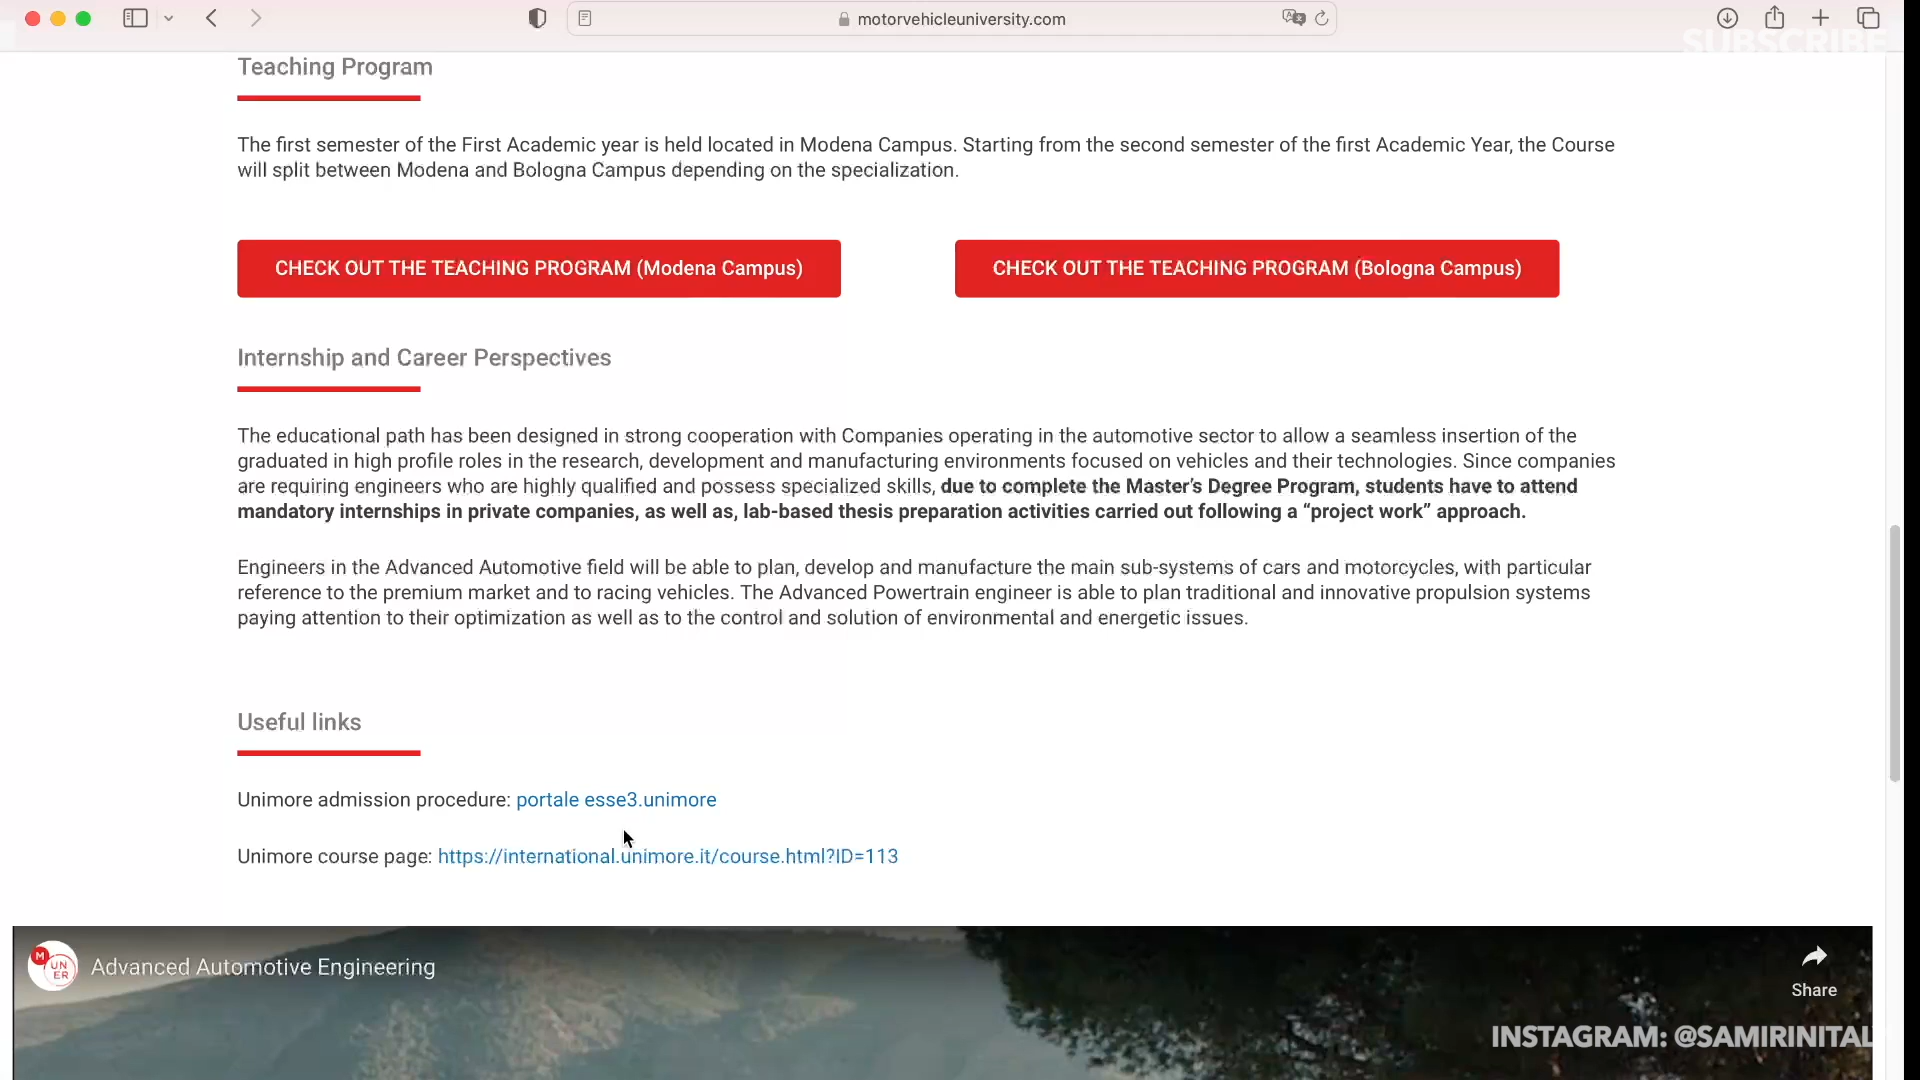 motorvehicleuniversity.com
SUBSCRIBE
Teaching Program
The first semester of the First Academic year is held located in Modena Campus. Starting from the second semester of the first Academic Year, the Course
will split between Modena and Bologna Campus depending on the specialization.
CHECK OUT THE TEACHING PROGRAM (Modena Campus)
CHECK OUT THE TEACHING PROGRAM (Bologna Campus)
Internship and Career Perspectives
The educational path has been designed in strong cooperation with Companies operating in the automotive sector to allow a seamless insertion of the
graduated in high profile roles in the research, development and manufacturing environments focused on vehicles and their technologies. Since companies
are requiring engineers who are highly qualified and possess specialized skills, due to complete the Master's Degree Program, students have to attend
mandatory internships in private companies, as well as, lab-based thesis preparation activities carried out following a “project work” approach.
Engineers in the Advanced Automotive field will be able to plan, develop and manufacture the main sub-systems of cars and motorcycles, with particular
reference to the premium market and to racing vehicles. The Advanced Powertrain engineer is able to plan traditional and innovative propulsion systems
paying attention to their optimization as well as to the control and solution of environmental and energetic issues.
Useful links
Unimore admission procedure: portale esse3.unimore
Unimore course page: https://international.unimore.it/course.html?ID=113
M
UN
ER
Advanced Automotive Engineering
Share
INSTAGRAM: @SAMIRINITAL